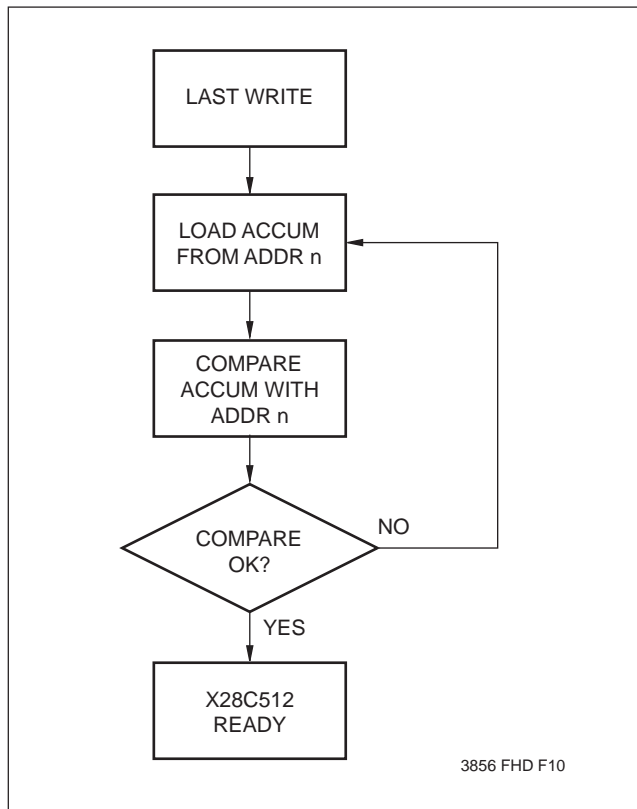 LAST WRITE
LOAD ACCUM
FROM ADDR n
COMPARE
ACCUM WITH
ADDR n
COMPARE
OK?
NO
YES
X28C512
READY
3856 FHD F10